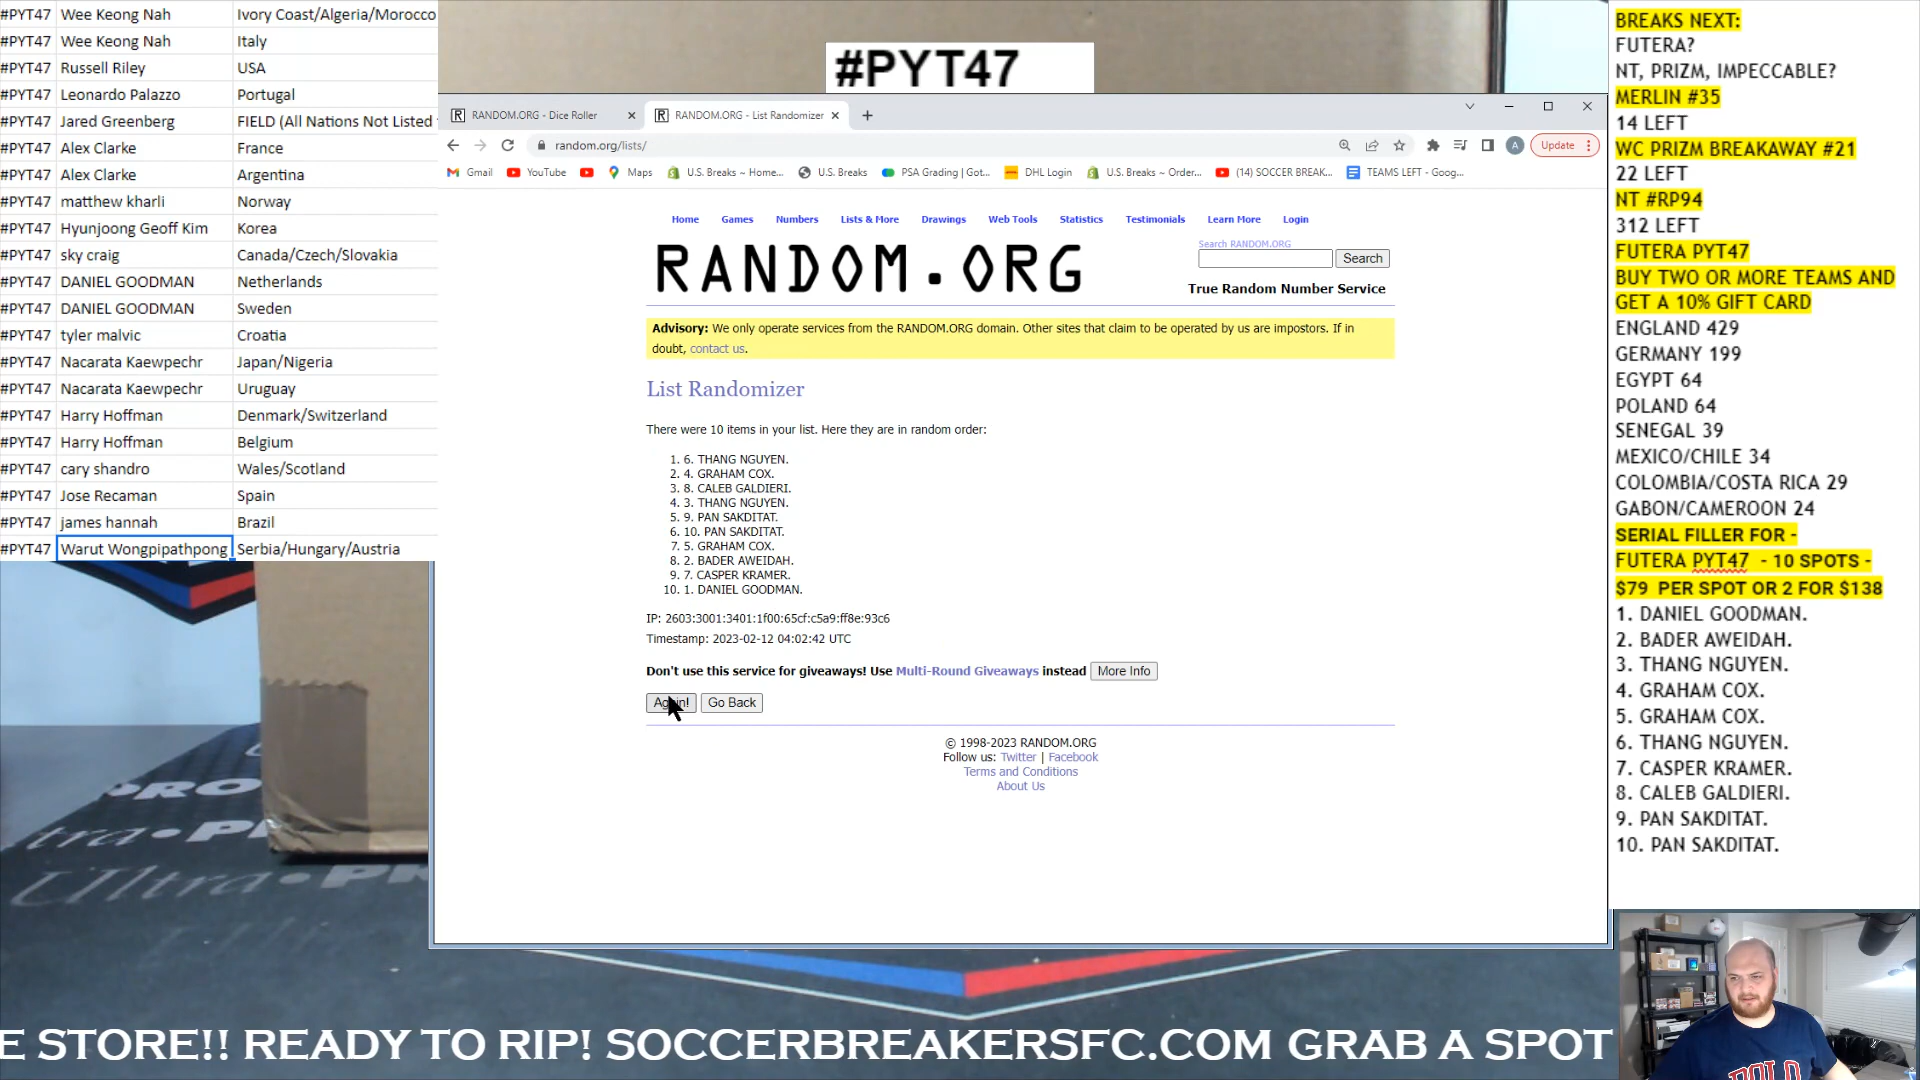 #PYT47 Wee Keong Nah Ivory Coast/Algeria/Morocco
#PYT47 Wee Keong Nah Italy
#PYT47 Russell Riley USA
#PYT47 Leonardo Palazzo Portugal
#PYT47 Jared Greenberg FIELD (All Nations Not Listed
#PYT47 Alex Clarke France
#PYT47 Alex Clarke Argentina
#PYT47 matthew kharli Norway
#PYT47 Hyunjoong Geoff Kim Korea
#PYT47 sky craig Canada/Czech/Slovakia
#PYT47 DANIEL GOODMAN Netherlands
#PYT47 DANIEL GOODMAN Sweden
#PYT47 tyler malvic Croatia
#PYT47 Nacarata Kaewpechr Japan/Nigeria
#PYT47 Nacarata Kaewpechr Uruguay
#PYT47 Harry Hoffman Denmark/Switzerland
#PYT47 Harry Hoffman Belgium
#PYT47 cary shandro Wales/Scotland
#PYT47 Jose Recaman Spain
#PYT47 james hannah Brazil
#PYT47 Warut Wongpipathpong Serbia/Hungary/Austria
#PYT47
RANDOM.ORG - Dice Roller
RANDOM.ORG - List Randomizer
random.org/lists/
A
Update
Gmail YouTube Maps U.S. Breaks ~ Home... U.S. Breaks PSA Grading | Got... DHL Login U.S. Breaks ~ Order... (14) SOCCER BREAK... TEAMS LEFT - Goog...
Home Games Numbers Lists & More Drawings Web Tools Statistics Testimonials Learn More Login
RANDOM.ORG
Search RANDOM.ORG
Search
True Random Number Service
Advisory: We only operate services from the RANDOM.ORG domain. Other sites that claim to be operated by us are impostors. If in
doubt, contact us.
List Randomizer
There were 10 items in your list. Here they are in random order:
1. 6. THANG NGUYEN.
2. 4. GRAHAM COX.
3. 8. CALEB GALDIERI.
4. 3. THANG NGUYEN.
5. 9. PAN SAKDITAT.
6. 10. PAN SAKDITAT.
7. 5. GRAHAM COX.
8. 2. BADER AWEIDAH.
9. 7. CASPER KRAMER.
10. 1. DANIEL GOODMAN.
IP: 2603:3001:3401:1f00:65cf:c5a9:ff8e:93c6
Timestamp: 2023-02-12 04:02:42 UTC
Don't use this service for giveaways! Use Multi-Round Giveaways instead More Info
Again! Go Back
© 1998-2023 RANDOM.ORG
Follow us: Twitter | Facebook
Terms and Conditions
About Us
BREAKS NEXT:
FUTERA?
NT, PRIZM, IMPECCABLE?
MERLIN #35
14 LEFT
WC PRIZM BREAKAWAY #21
22 LEFT
NT #RP94
312 LEFT
FUTERA PYT47
BUY TWO OR MORE TEAMS AND
GET A 10% GIFT CARD
ENGLAND 429
GERMANY 199
EGYPT 64
POLAND 64
SENEGAL 39
MEXICO/CHILE 34
COLOMBIA/COSTA RICA 29
GABON/CAMEROON 24
SERIAL FILLER FOR -
FUTERA PYT47 - 10 SPOTS -
$79 PER SPOT OR 2 FOR $138
1. DANIEL GOODMAN.
2. BADER AWEIDAH.
3. THANG NGUYEN.
4. GRAHAM COX.
5. GRAHAM COX.
6. THANG NGUYEN.
7. CASPER KRAMER.
8. CALEB GALDIERI.
9. PAN SAKDITAT.
10. PAN SAKDITAT.
E STORE!! READY TO RIP! SOCCERBREAKERSFC.COM GRAB A SPOT